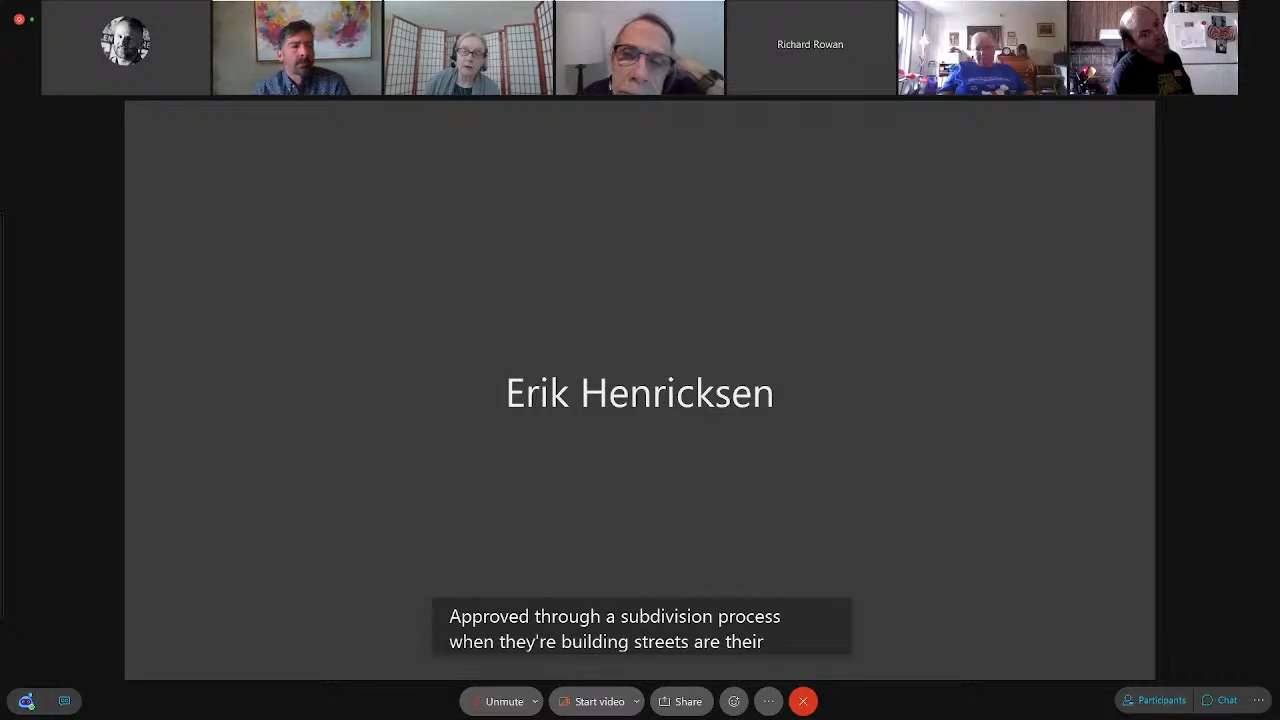 Richard Rowan
Erik Henricksen
Approved through a subdivision process
when they're building streets are their
Unmute
Start video
Share
Participants
Chat